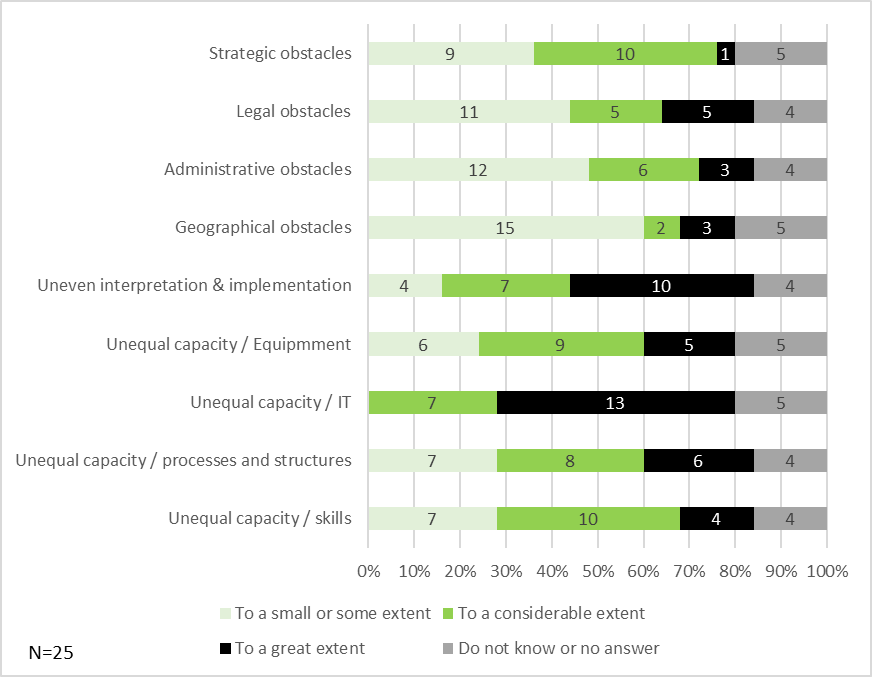 Strategic obstacles 9 10 1 5
Legal obstacles 11 5 5 4
Administrative obstacles 12 6 3 4
Geographical obstacles 15 2 3 5
Uneven interpretation & implementation 4 7 10 4
Unequal capacity / Equipmment 6 9 5 5
Unequal capacity / IT 7 13 5
Unequal capacity / processes and structures 7 8 6 4
Unequal capacity / skills 7 10 4 4
0% 10% 20% 30% 40% 50% 60% 70% 80% 90% 100%
To a small or some extent To a considerable extent
To a great extent Do not know or no answer
N=25